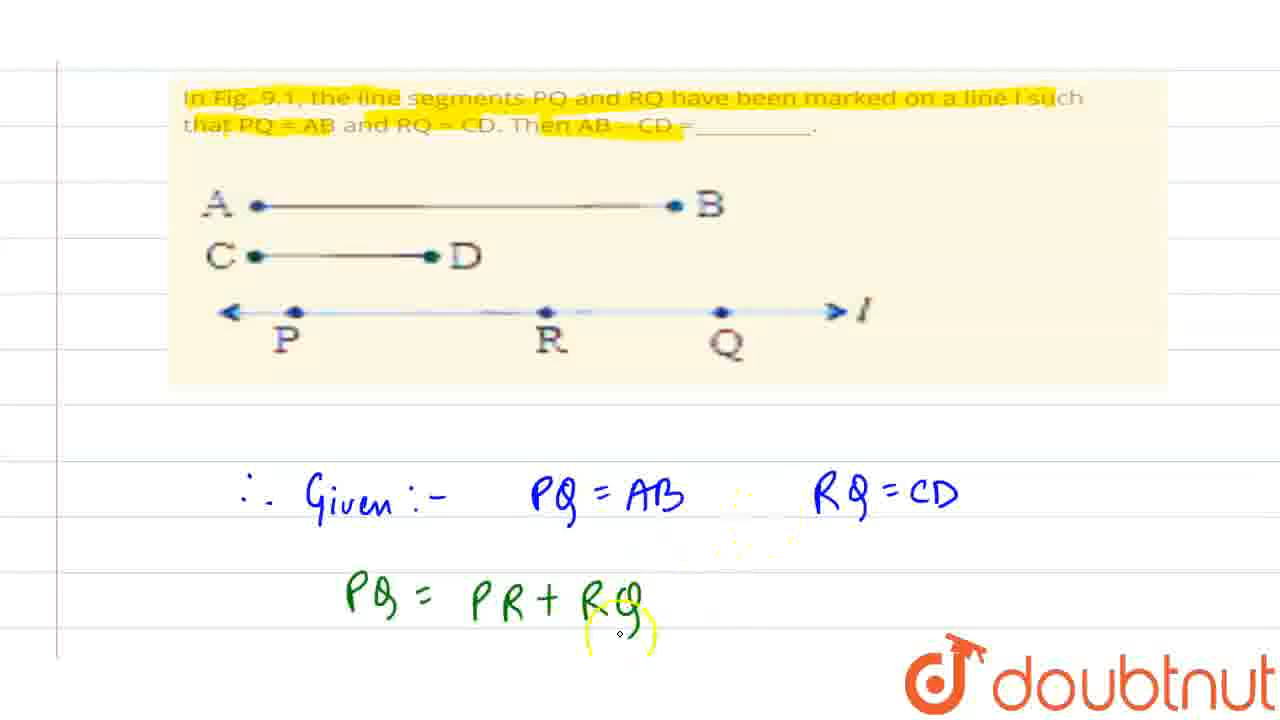 In Fig. 9.1, the line segments PQ and RQ have been marked on a line l such
that PQ = AB and RQ = CD. Then AB – CD = __________.
A B
C D
l
P R Q
∴ Given :- PQ = AB RQ = CD
PQ = PR + RQ
doubtnut